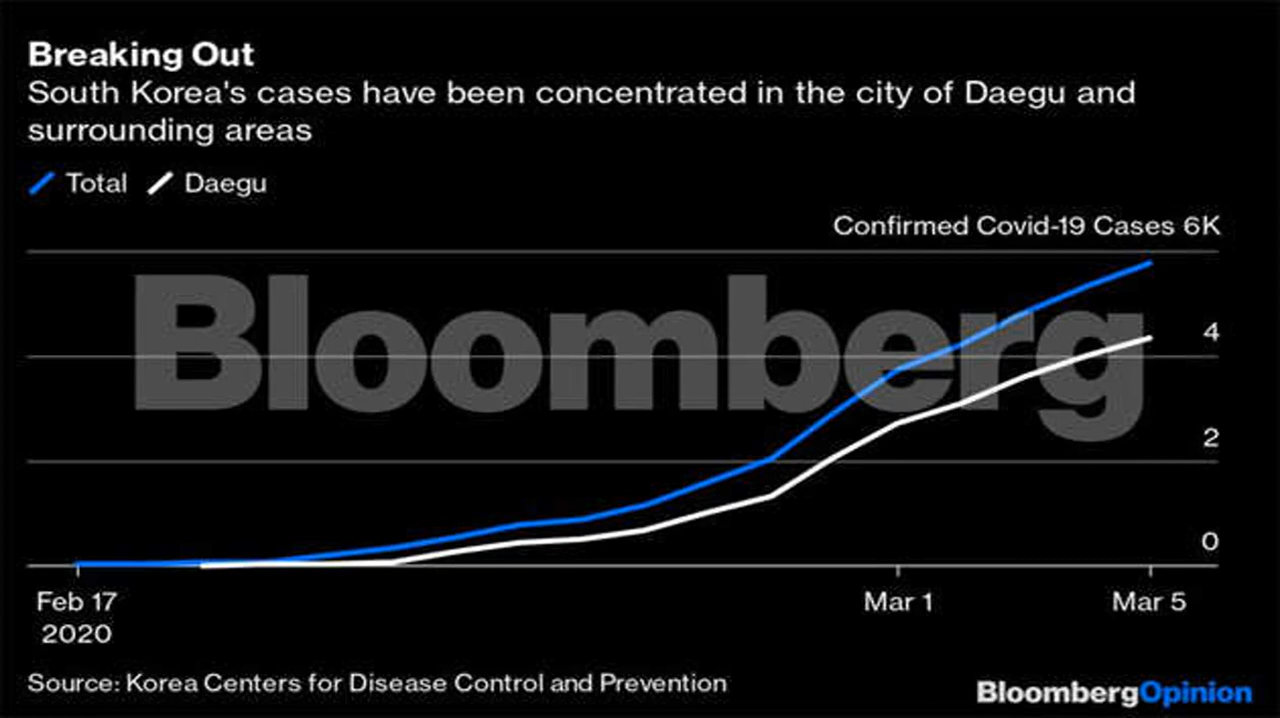 Breaking Out
South Korea's cases have been concentrated in the city of Daegu and
surrounding areas
Total Daegu
Confirmed Covid-19 Cases 6K
Bloomberg
4
2
0
Feb 17 Mar 1 Mar 5
2020
Source: Korea Centers for Disease Control and Prevention
BloombergOpinion